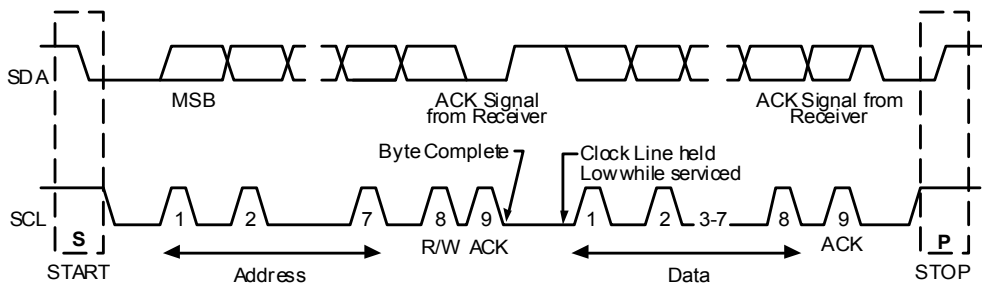 SDA
MSB
ACK Signal
from Receiver
ACK Signal from
Receiver
Byte Complete
Clock Line held
Low while serviced
SCL
1
2
7
8
9
1
2
3-7
8
9
S
R/W
ACK
ACK
P
START
Address
Data
STOP